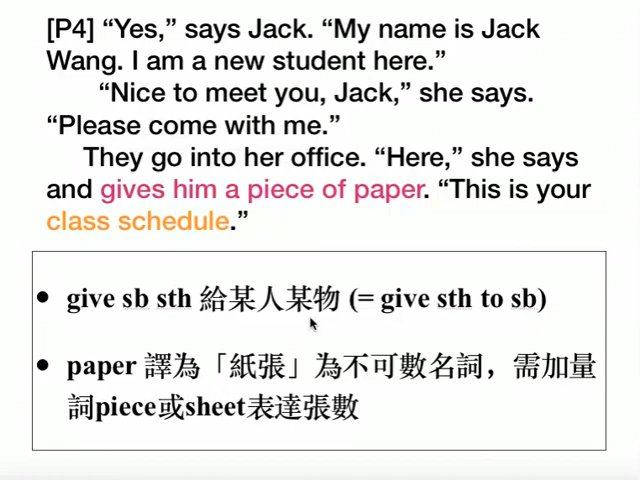 [P4] “Yes,” says Jack. “My name is Jack
Wang. I am a new student here.”
“Nice to meet you, Jack,” she says.
“Please come with me.”
They go into her office. “Here,” she says
and gives him a piece of paper. “This is your
class schedule.”
• give sb sth 給某人某物 (= give sth to sb)
• paper 譯為「紙張」為不可數名詞，需加量
詞piece或sheet表達張數